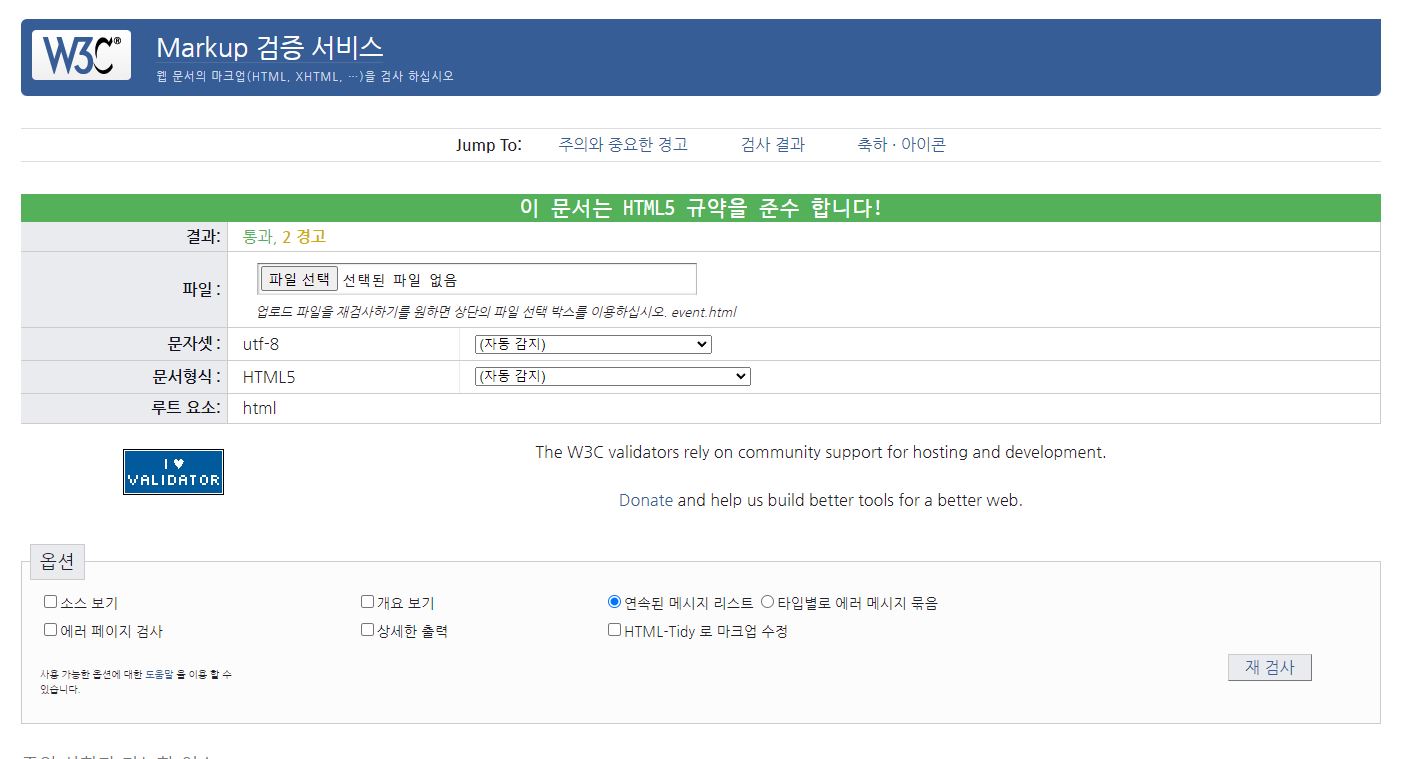 W3C® Markup 검증 서비스
웹 문서의 마크업(HTML, XHTML, …)을 검사 하십시오
Jump To: 주의와 중요한 경고 검사 결과 축하 · 아이콘
이 문서는 HTML5 규약을 준수 합니다!
결과: 통과, 2 경고
파일 : 파일 선택 선택된 파일 없음
업로드 파일을 재검사하기를 원하면 상단의 파일 선택 박스를 이용하십시오. event.html
문자셋 : utf-8 (자동 감지)
문서형식 : HTML5 (자동 감지)
루트 요소: html
I ♥
VALIDATOR
The W3C validators rely on community support for hosting and development.
Donate and help us build better tools for a better web.
옵션
소스 보기 개요 보기 연속된 메시지 리스트 타입별로 에러 메시지 묶음
에러 페이지 검사 상세한 출력 HTML-Tidy 로 마크업 수정
사용 가능한 옵션에 대한 도움말 을 이용 할 수
있습니다.
재 검사